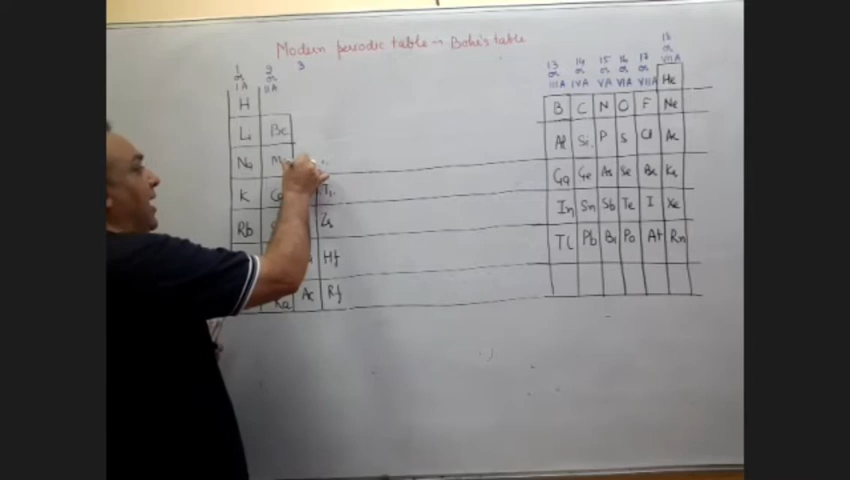 Modern periodic table - Bohr's table
1 or IA 2 or IIA 3 13 or IIIA 14 or IVA 15 or VA 16 or VIA 17 or VIIA 18 or VIIIA
He
H B C N O F Ne
Li Be Al Si P S Cl Ar
Na
K Ti Ga Ge As Se Br Kr
Rb Zr In Sn Sb Te I Xe
Hf Tl Pb Bi Po At Rn
Ra Ac Rf